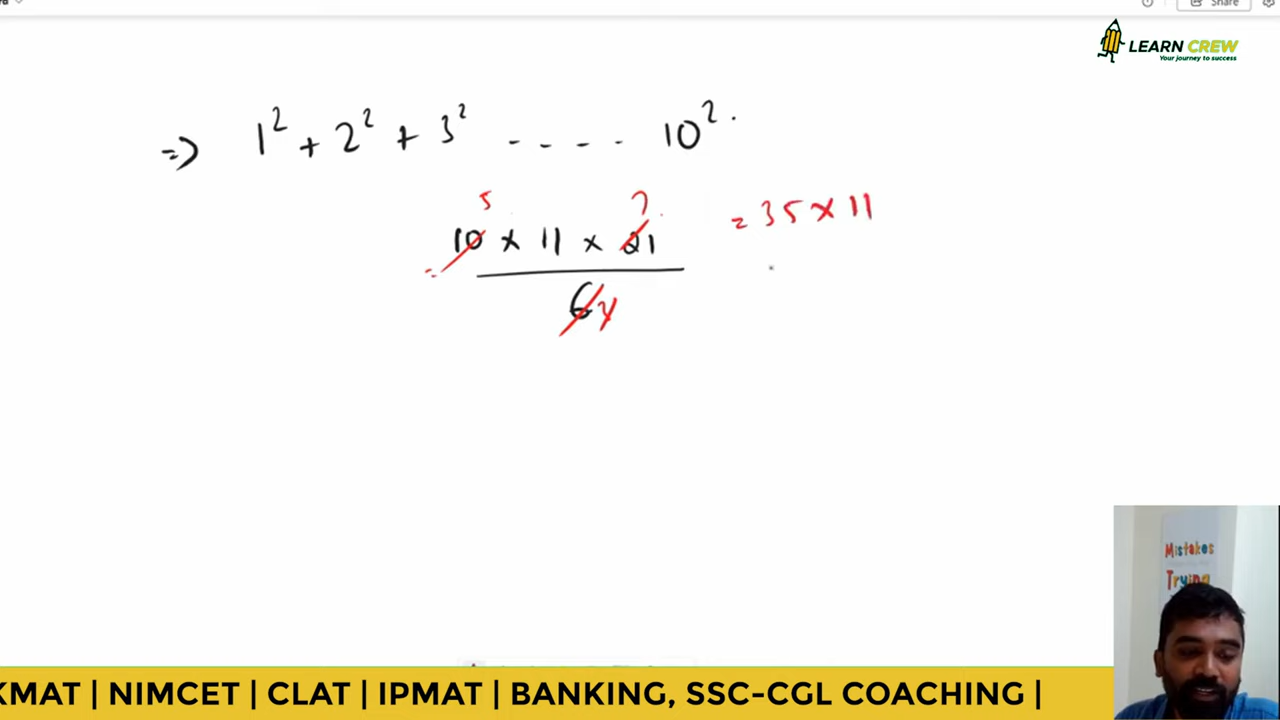 Share
LEARN CREW
Your journey to success
=> 1² + 2² + 3² - - - - 10².
5 7
= 10 × 11 × 21 = 35 × 11
6
Mistakes
Trying
KMAT | NIMCET | CLAT | IPMAT | BANKING, SSC-CGL COACHING |